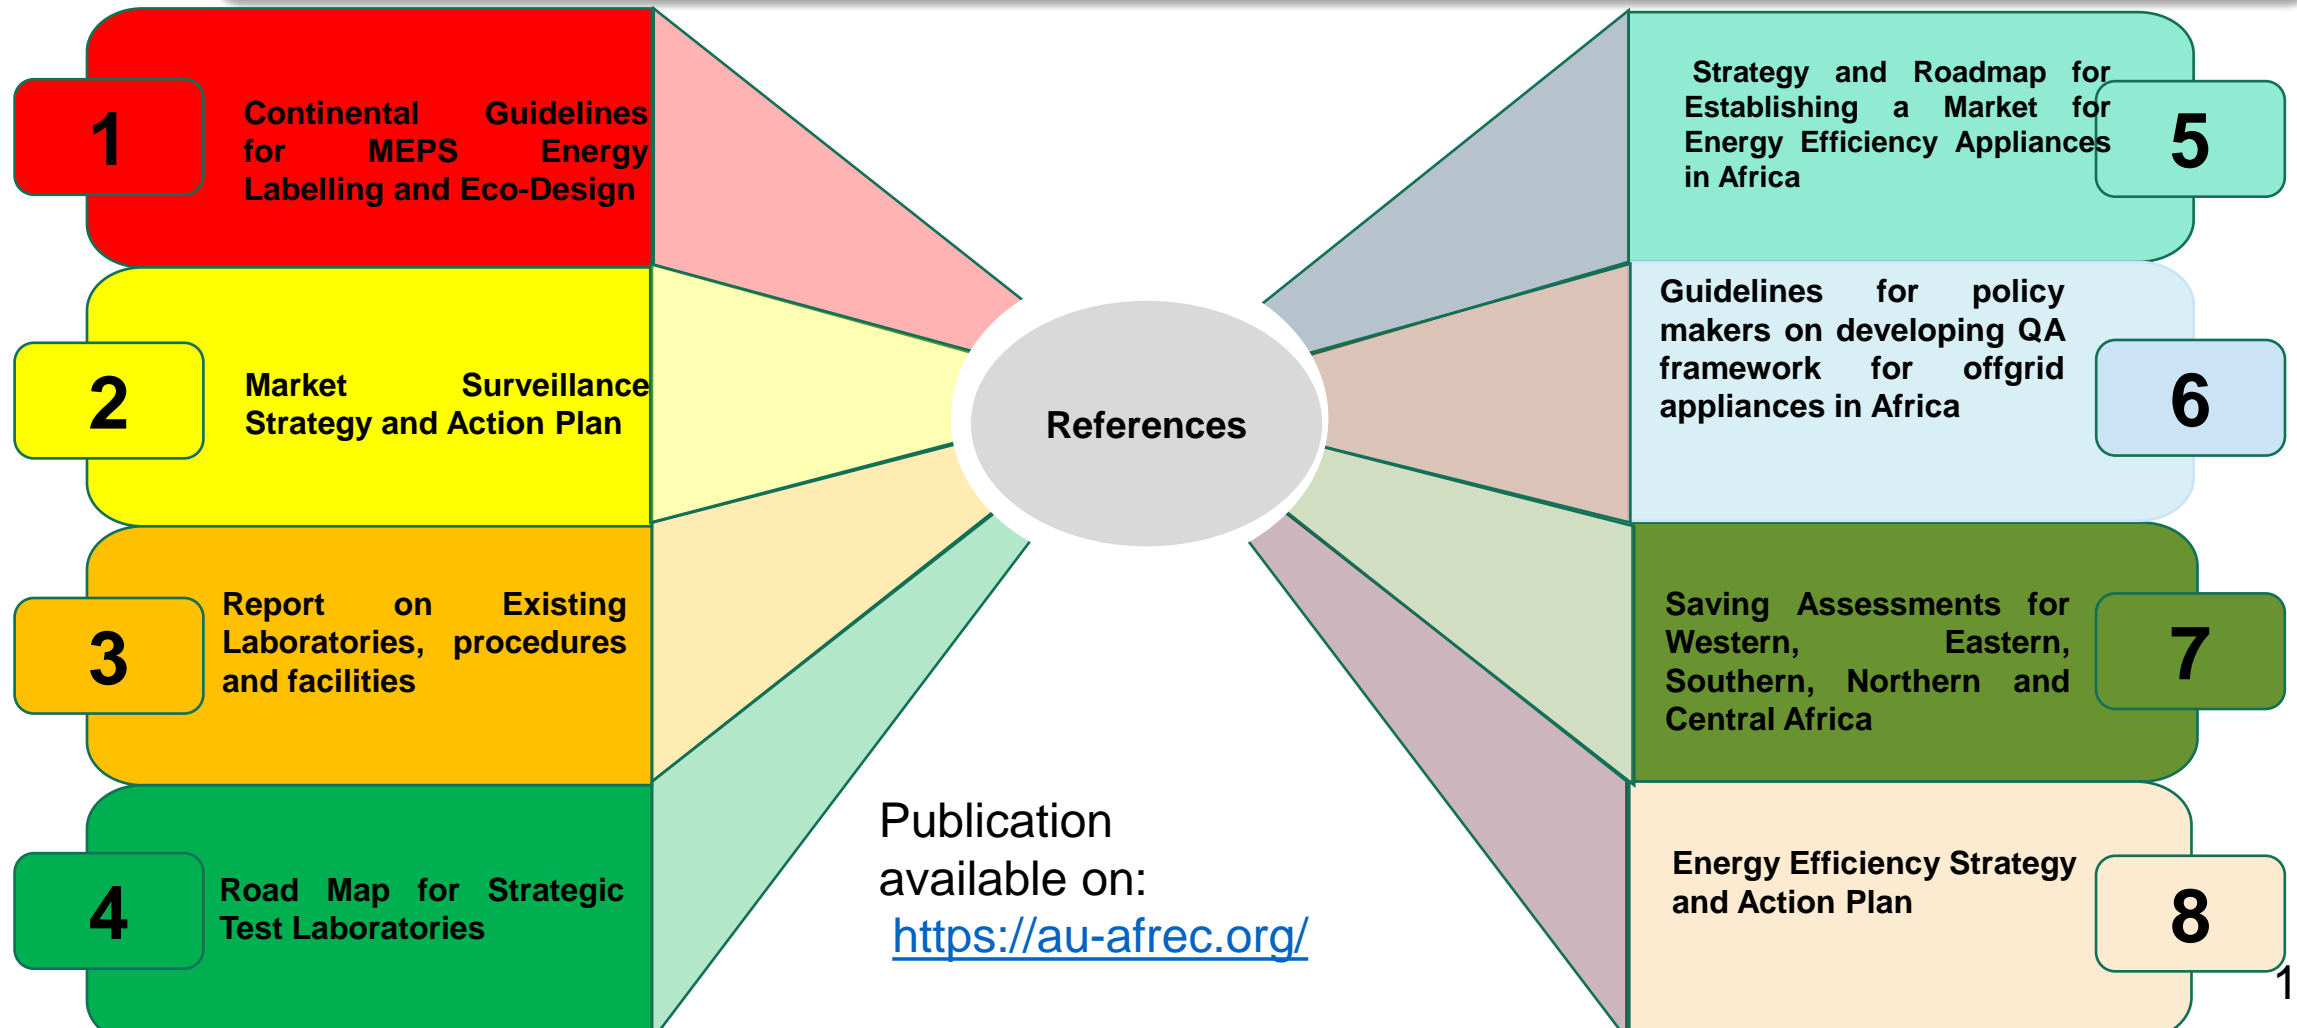 1
Continental Guidelines
for MEPS Energy
Labelling and Eco-Design
2
Market Surveillance
Strategy and Action Plan
3
Report on Existing
Laboratories, procedures
and facilities
4
Road Map for Strategic
Test Laboratories
References
Publication
available on:
https://au-afrec.org/
Strategy and Roadmap for
Establishing a Market for
Energy Efficiency Appliances
in Africa
5
Guidelines for policy
makers on developing QA
framework for offgrid
appliances in Africa
6
Saving Assessments for
Western, Eastern,
Southern, Northern and
Central Africa
7
Energy Efficiency Strategy
and Action Plan
8
1